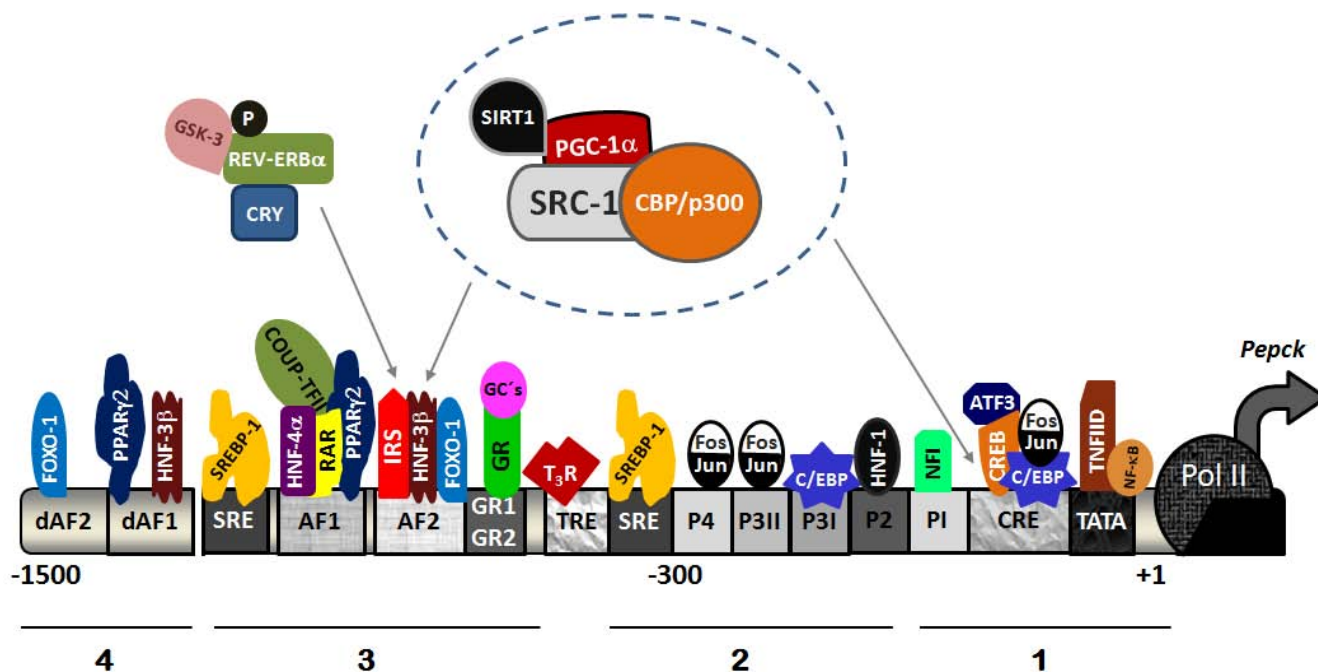 GSK-3
P
REV-ERBα
CRY
SIRT1
PGC-1α
SRC-1
CBP/p300
Pepck
FOXO-1
PPARγ2
HNF-3β
SREBP-1
COUP-TFII
HNF-4α
RAR
PPARγ2
IRS
HNF-3β
FOXO-1
GC´s
GR
T3R
SREBP-1
Fos
Jun
Fos
Jun
C/EBP
HNF-1
NFI
ATF3
CREB
Fos
Jun
C/EBP
TNFIID
NF-κB
Pol II
dAF2
dAF1
SRE
AF1
AF2
GR1
GR2
TRE
SRE
P4
P3II
P3I
P2
PI
CRE
TATA
-1500
-300
+1
4
3
2
1